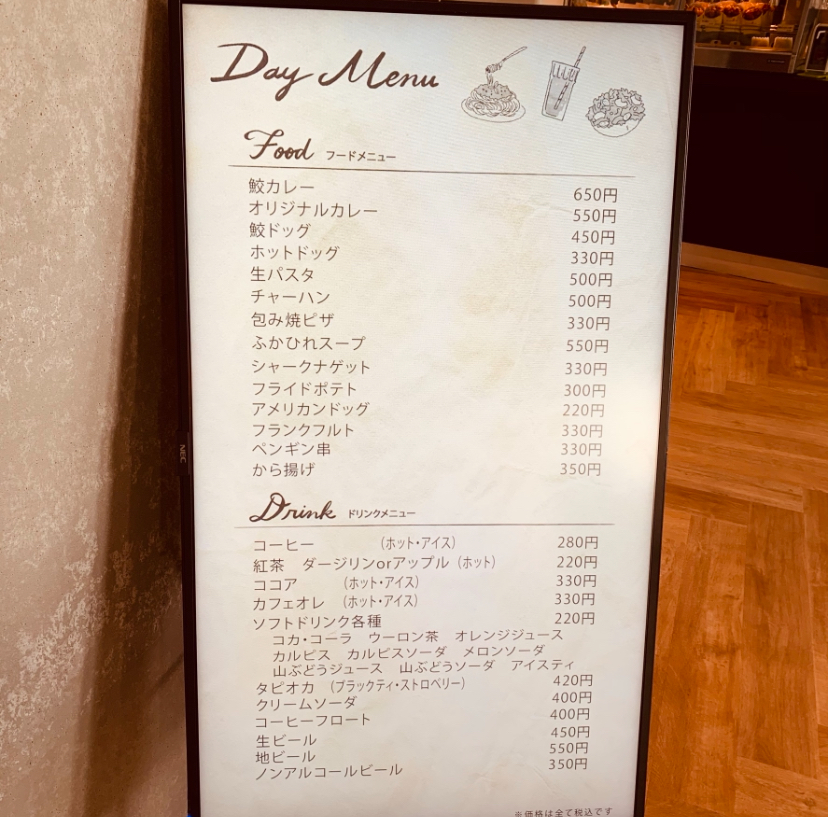 Day Menu
Food フードメニュー
鮫カレー 650円
オリジナルカレー 550円
鮫ドッグ 450円
ホットドッグ 330円
生パスタ 500円
チャーハン 500円
包み焼ピザ 330円
ふかひれスープ 550円
シャークナゲット 330円
フライドポテト 300円
アメリカンドッグ 220円
フランクフルト 330円
ペンギン串 330円
から揚げ 350円
Drink ドリンクメニュー
コーヒー (ホット・アイス) 280円
紅茶 ダージリンorアップル (ホット) 220円
ココア (ホット・アイス) 330円
カフェオレ (ホット・アイス) 330円
ソフトドリンク各種 220円
コカ・コーラ ウーロン茶 オレンジジュース
カルピス カルピスソーダ メロンソーダ
山ぶどうジュース 山ぶどうソーダ アイスティ
タピオカ (ブラックティ・ストロベリー) 420円
クリームソーダ 400円
コーヒーフロート 400円
生ビール 450円
地ビール 550円
ノンアルコールビール 350円
※価格は全て税込です
NEC